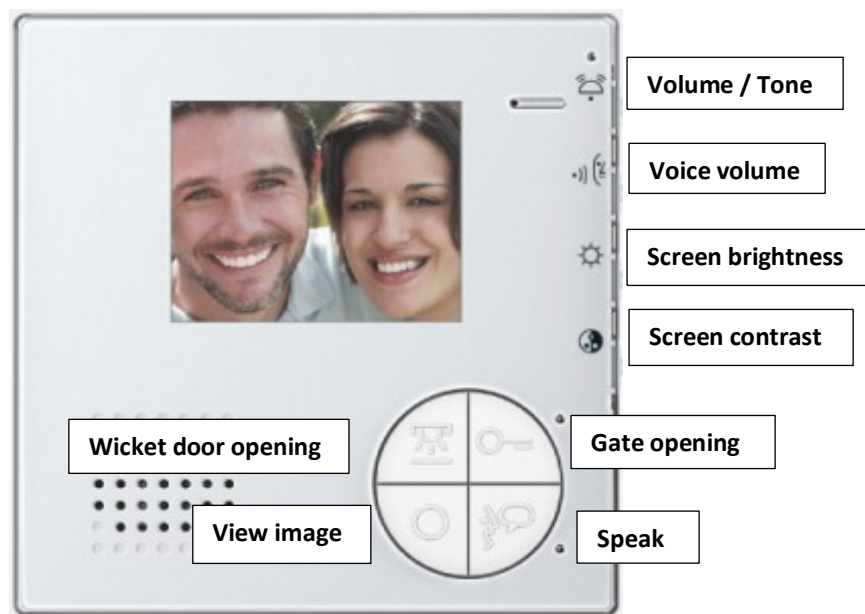 Volume / Tone
Voice volume
Screen brightness
Screen contrast
Wicket door opening
Gate opening
View image
Speak